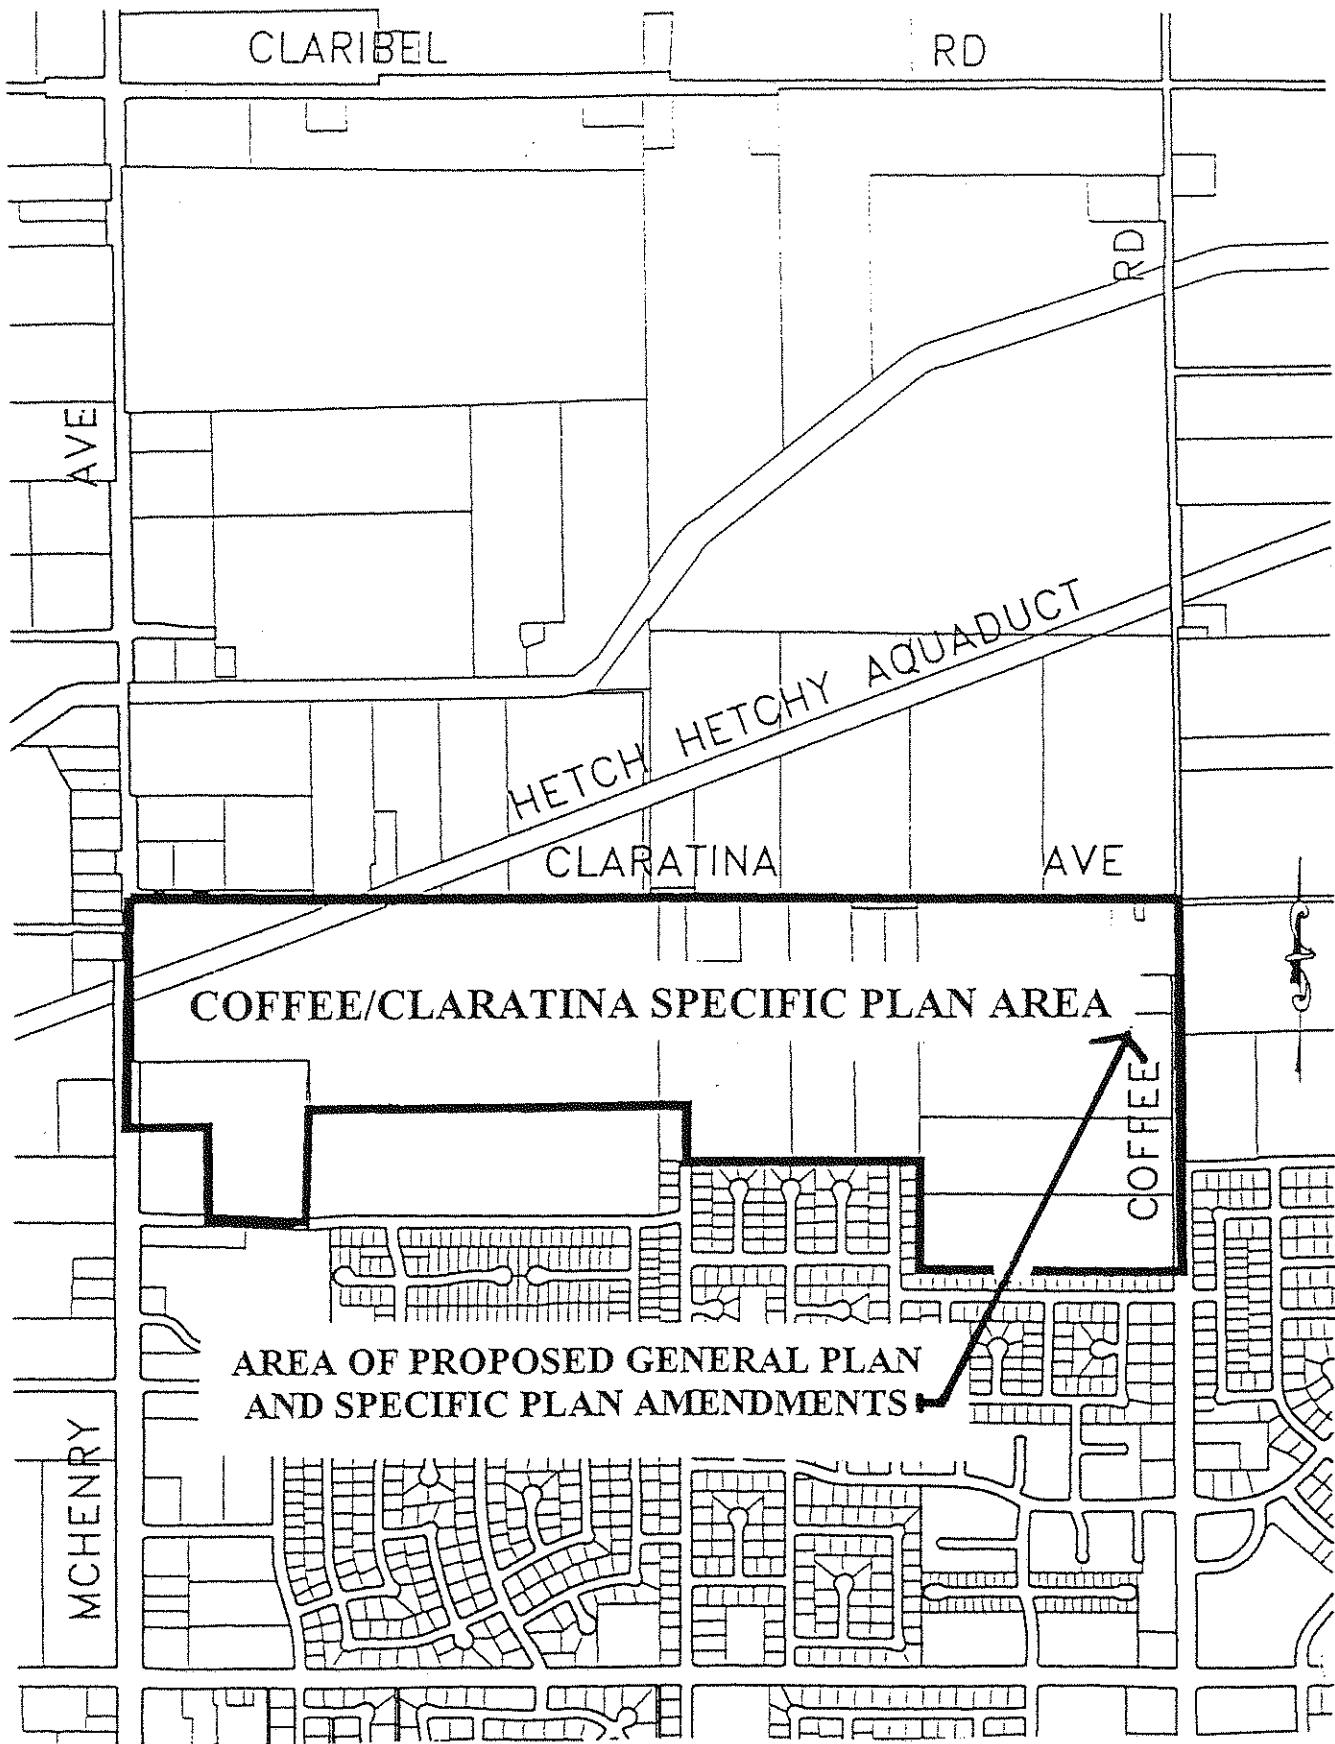 CLARIBEL RD
RD
AVE
HETCH HETCHY AQUADUCT
CLARATINA AVE
COFFEE/CLARATINA SPECIFIC PLAN AREA
COFFEE
AREA OF PROPOSED GENERAL PLAN
AND SPECIFIC PLAN AMENDMENTS
MCHENRY